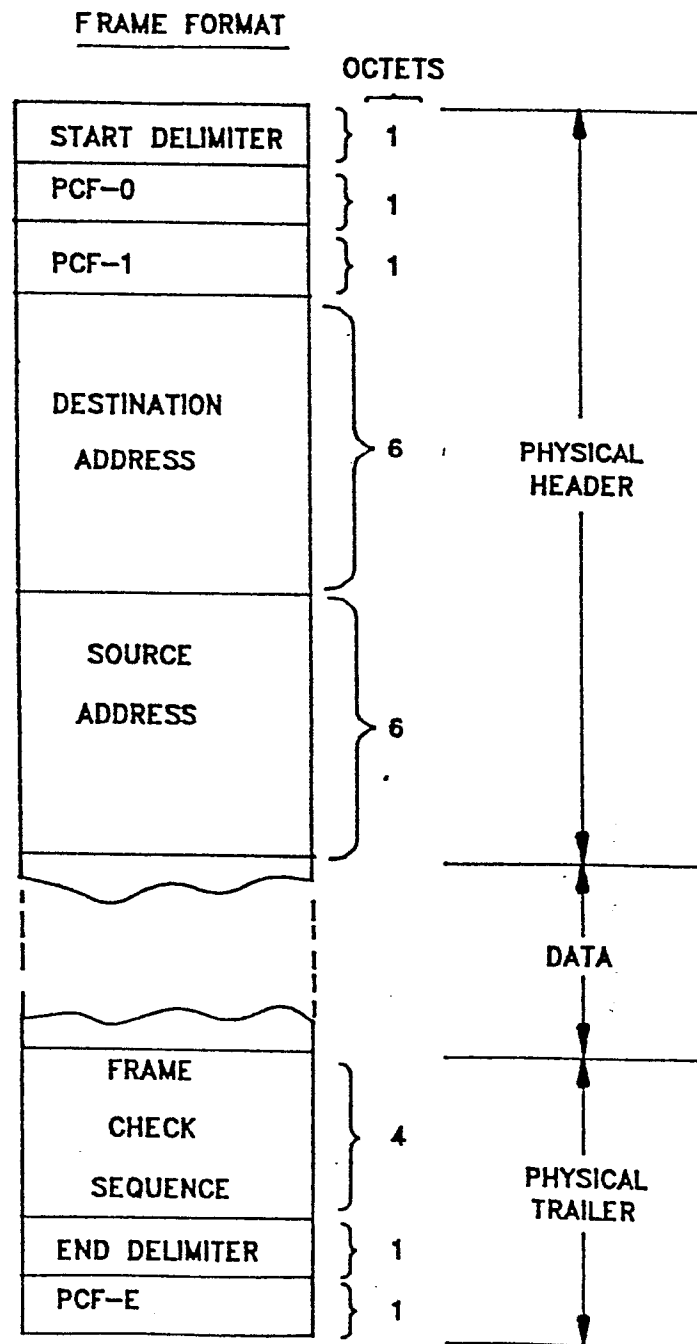 FRAME FORMAT
OCTETS
START DELIMITER 1
PCF-0 1
PCF-1 1
DESTINATION
ADDRESS
6
PHYSICAL
HEADER
SOURCE
ADDRESS
6
DATA
FRAME
CHECK
SEQUENCE
4
PHYSICAL
TRAILER
END DELIMITER 1
PCF-E 1